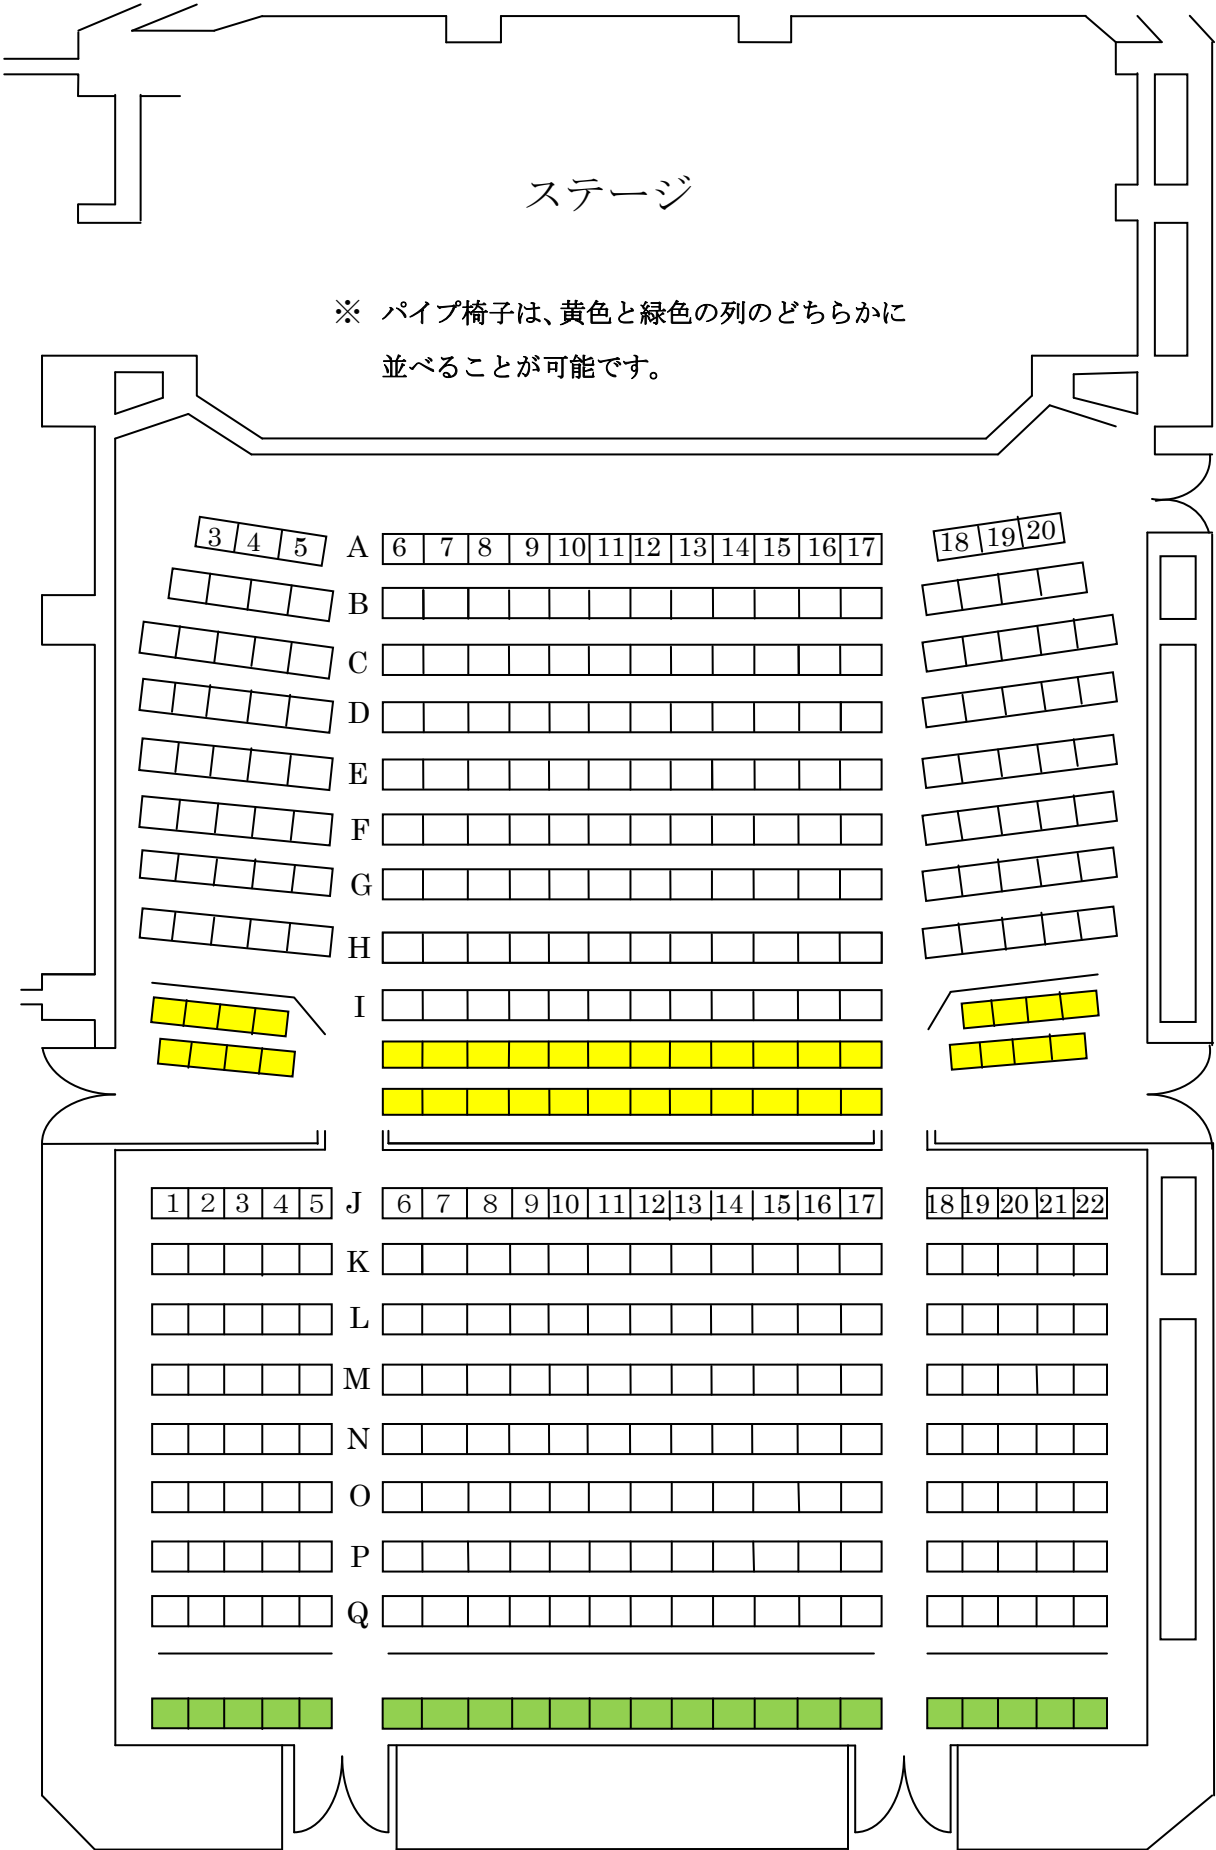 ステージ
※ パイプ椅子は、黄色と緑色の列のどちらかに
並べることが可能です。
3 4 5 A 6 7 8 9 10 11 12 13 14 15 16 17 18 19 20
B
C
D
E
F
G
H
I
1 2 3 4 5 J 6 7 8 9 10 11 12 13 14 15 16 17 18 19 20 21 22
K
L
M
N
O
P
Q